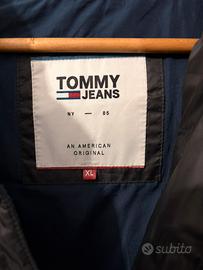 TOMMY
JEANS
NY — 85
AN AMERICAN
ORIGINAL
XL
subito